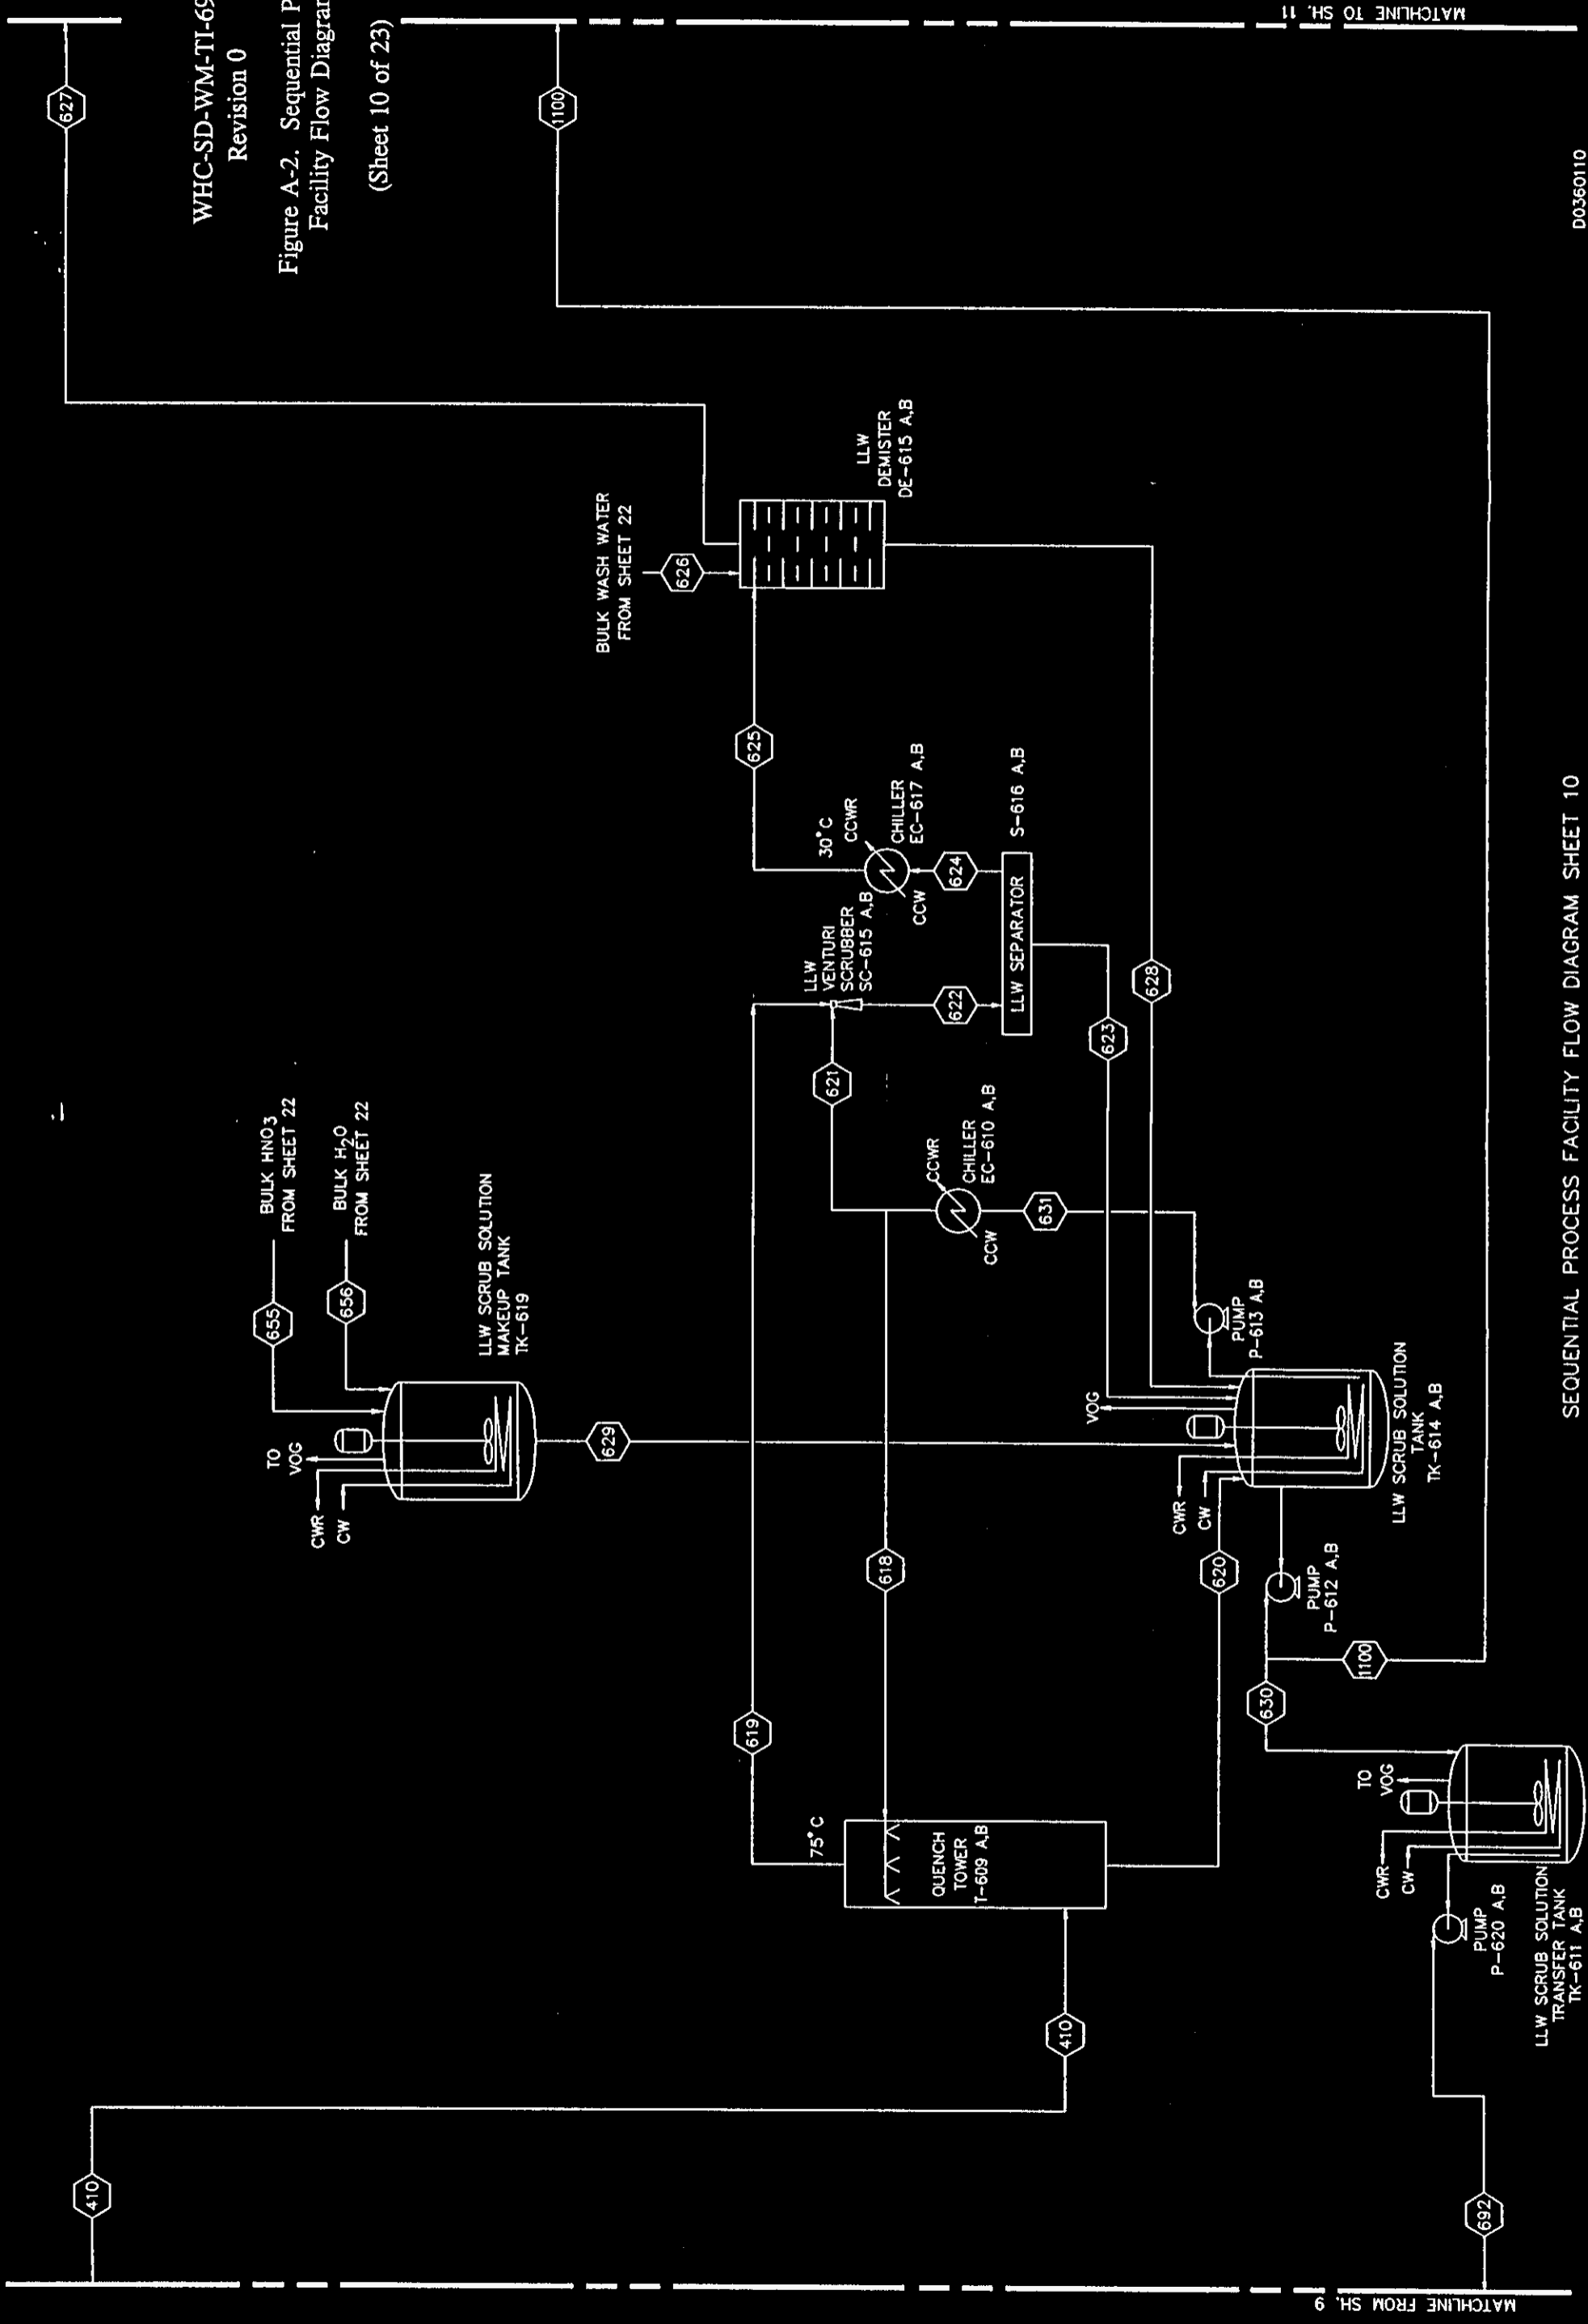 WHC-SD-WM-TI-69
Revision 0
Figure A-2. Sequential P
Facility Flow Diagra
(Sheet 10 of 23)
MATCHLINE FROM SH. 9
MATCHLINE TO SH. 11
410
627
1100
BULK HNO3
FROM SHEET 22
655
BULK H2O
FROM SHEET 22
656
TO
VOG
CWR
CW
LLW SCRUB SOLUTION
MAKEUP TANK
TK-619
629
BULK WASH WATER
FROM SHEET 22
626
LLW
DEMISTER
DE-615 A,B
619
625
75°C
QUENCH
TOWER
T-609 A,B
618
621
LLW
VENTURI
SCRUBBER
SC-615 A,B
30°C
CCWR
CHILLER
EC-617 A,B
CCW
624
622
LLW SEPARATOR
S-616 A,B
CCWR
CHILLER
EC-610 A,B
CCW
631
410
623
628
620
VOG
CWR
CW
PUMP
P-613 A,B
LLW SCRUB SOLUTION
TANK
TK-614 A,B
PUMP
P-612 A,B
630
1100
TO
VOG
CWR
CW
PUMP
P-620 A,B
LLW SCRUB SOLUTION
TRANSFER TANK
TK-611 A,B
692
SEQUENTIAL PROCESS FACILITY FLOW DIAGRAM SHEET 10
D0360110